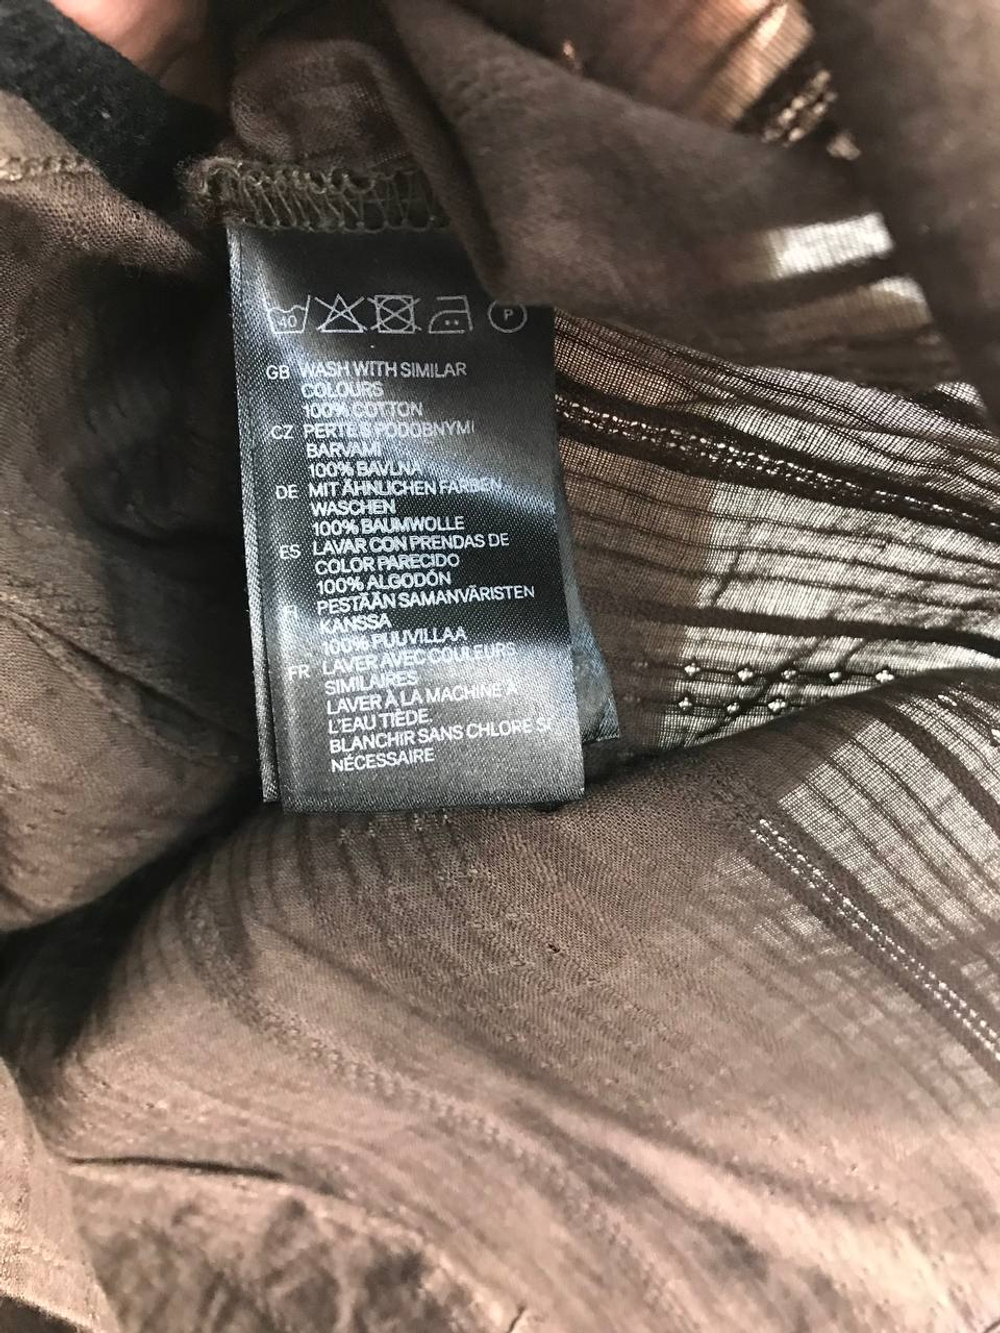 40 P
GB WASH WITH SIMILAR
COLOURS
100% COTTON
CZ PERTE S PODOBNYMI
BARVAMI
100% BAVLNA
DE MIT ÄHNLICHEN FARBEN
WASCHEN
100% BAUMWOLLE
ES LAVAR CON PRENDAS DE
COLOR PARECIDO
100% ALGODÓN
PESTÄÄN SAMANVÄRISTEN
KANSSA
100% PUUVILLAA
FR LAVER AVEC COULEURS
SIMILAIRES
LAVER À LA MACHINE À
L'EAU TIÈDE,
BLANCHIR SANS CHLORE SI
NÉCESSAIRE